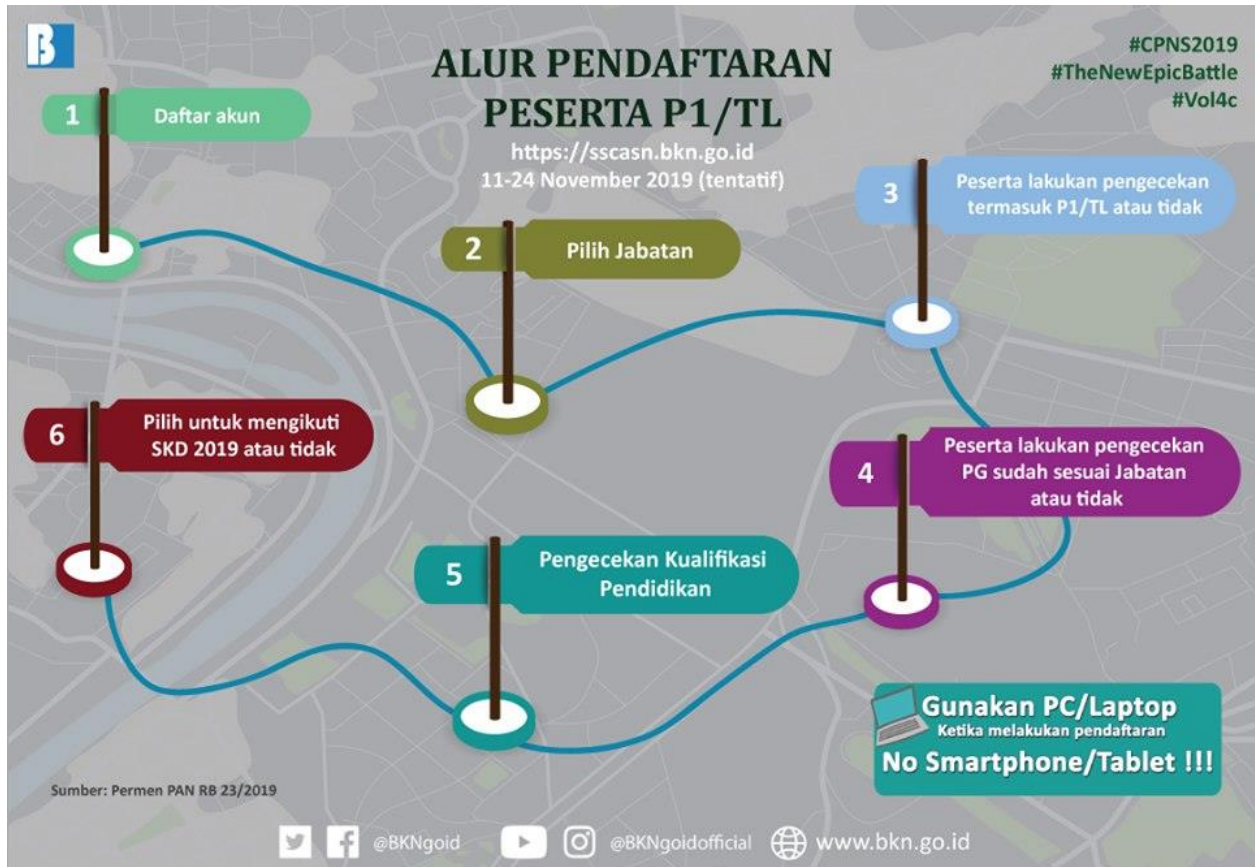 B
ALUR PENDAFTARAN
PESERTA P1/TL
https://sscasn.bkn.go.id
11-24 November 2019 (tentatif)
#CPNS2019
#TheNewEpicBattle
#Vol4c
1
Daftar akun
2
Pilih Jabatan
3
Peserta lakukan pengecekan
termasuk P1/TL atau tidak
4
Peserta lakukan pengecekan
PG sudah sesuai Jabatan
atau tidak
5
Pengecekan Kualifikasi
Pendidikan
6
Pilih untuk mengikuti
SKD 2019 atau tidak
Gunakan PC/Laptop
Ketika melakukan pendaftaran
No Smartphone/Tablet !!!
Sumber: Permen PAN RB 23/2019
@BKNgoid
@BKNgoidofficial
www.bkn.go.id